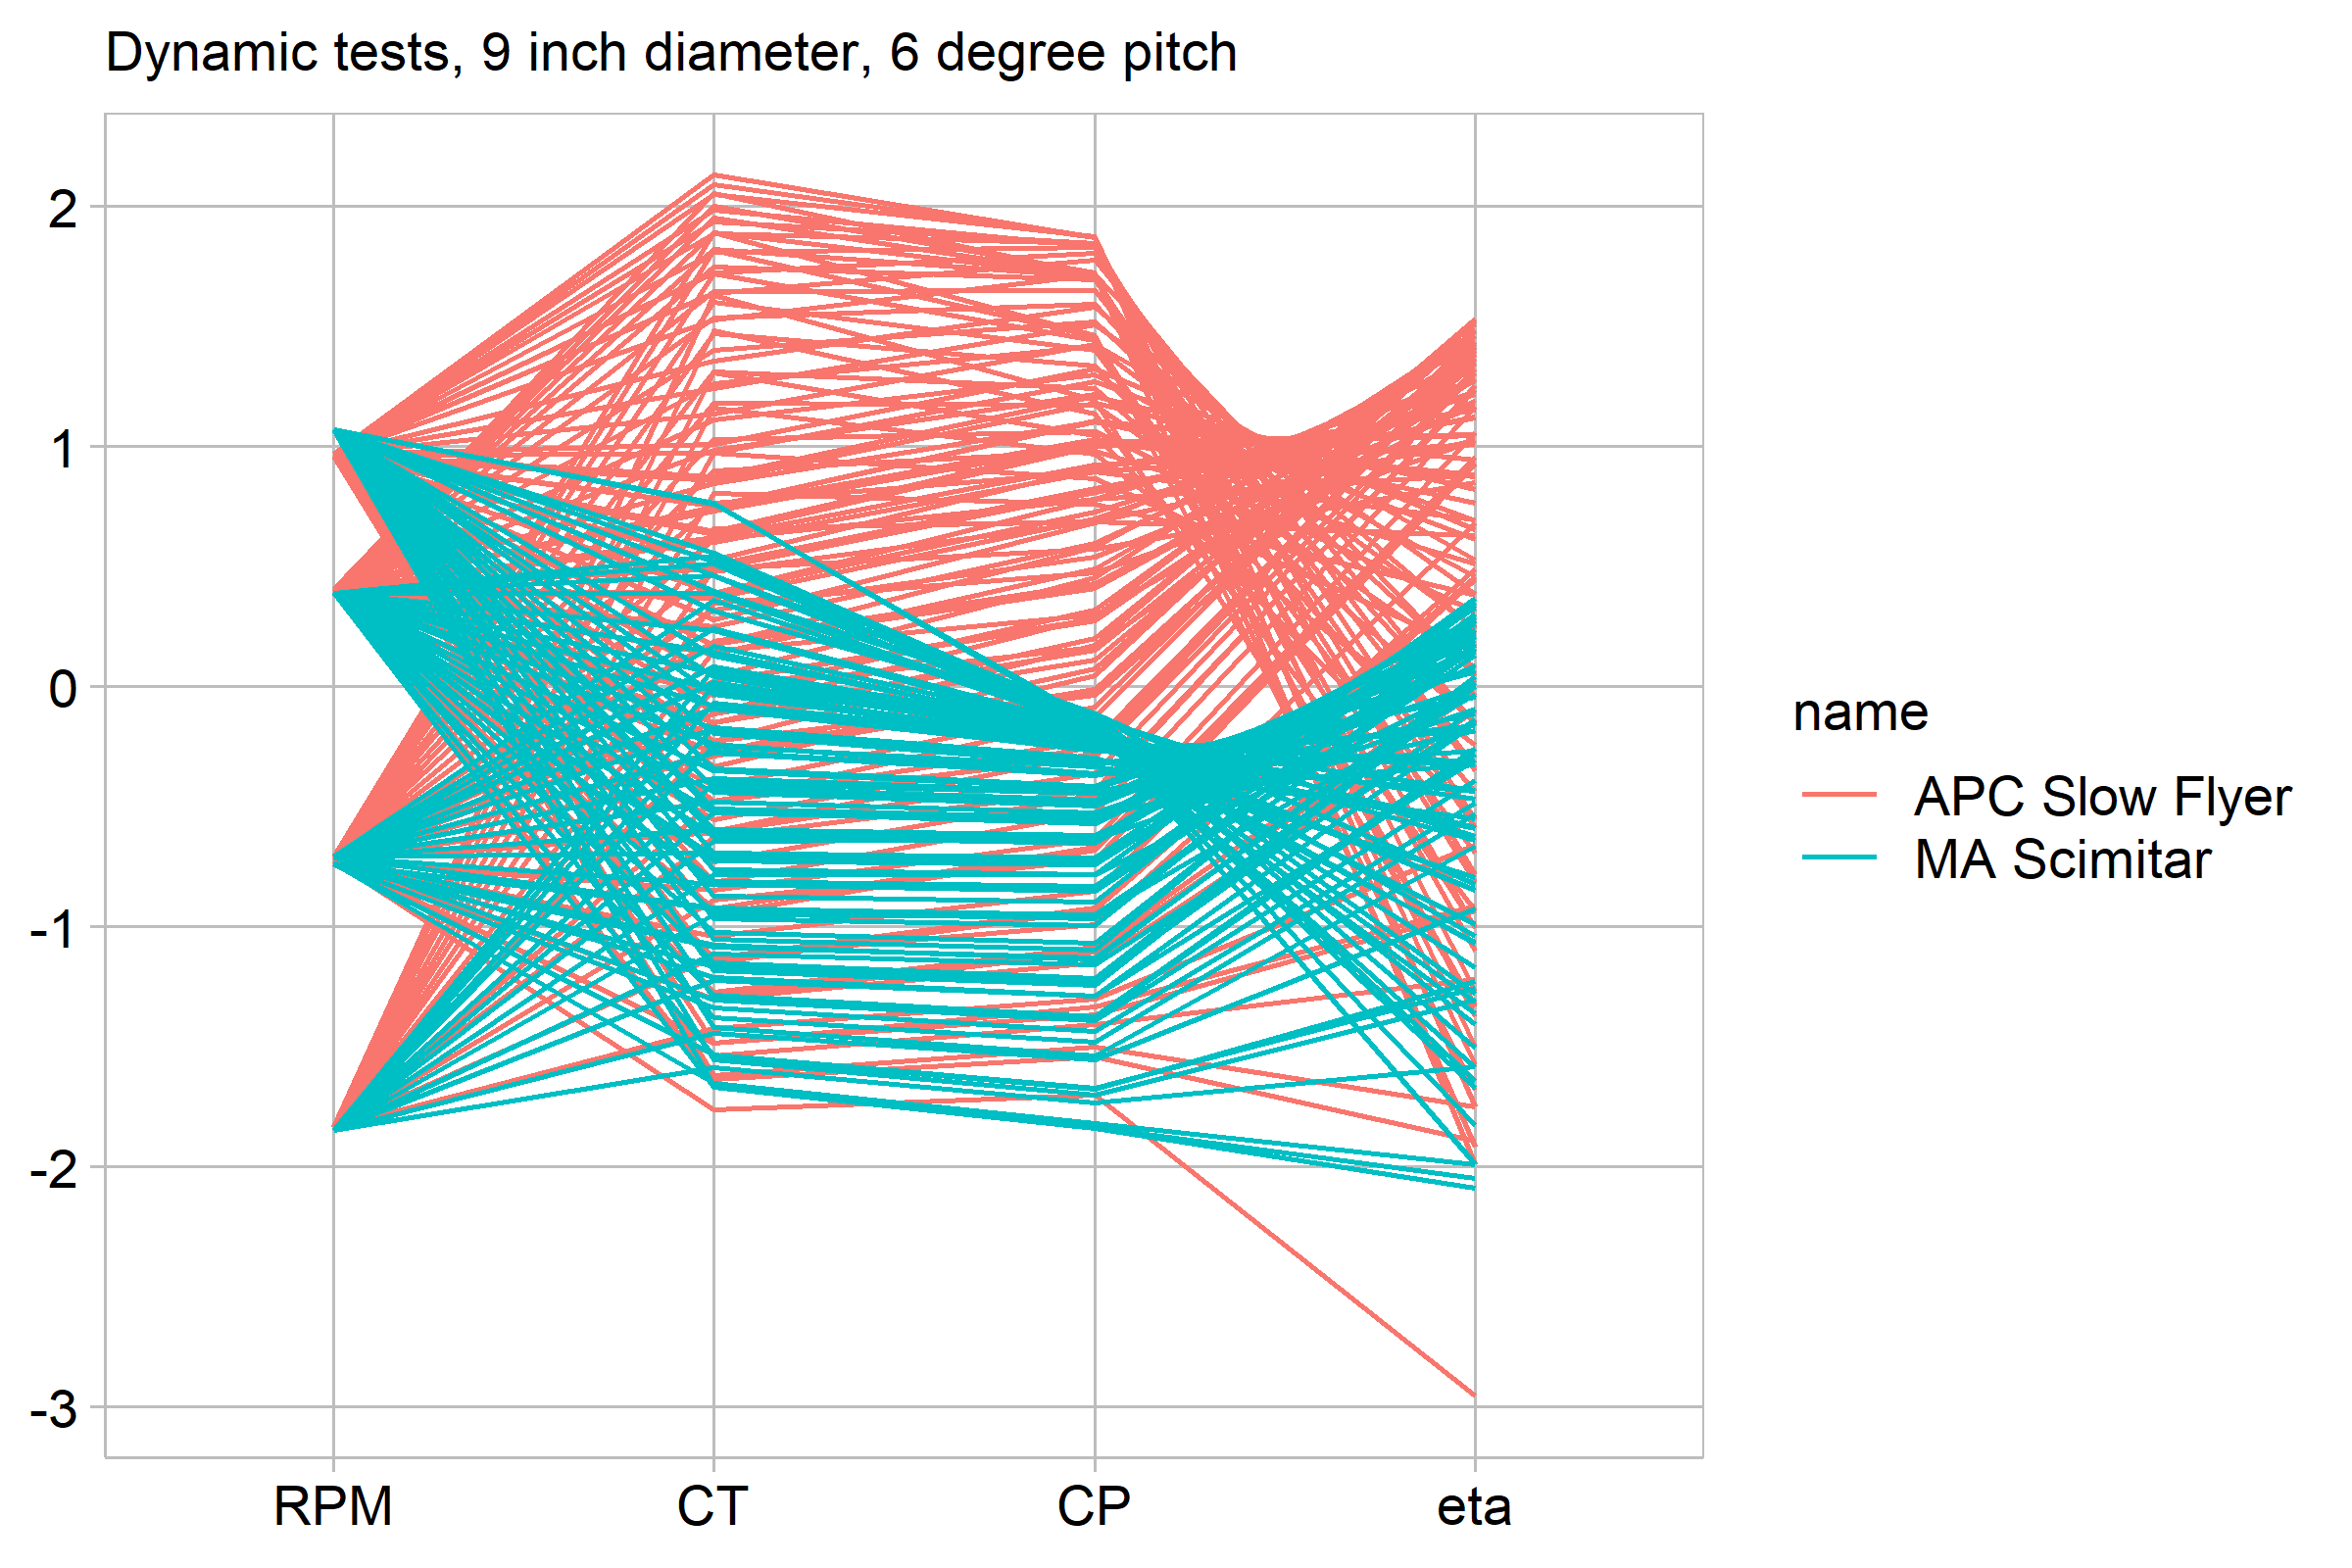 Dynamic tests, 9 inch diameter, 6 degree pitch
2
1
0
-1
-2
-3
RPM CT CP eta
name
APC Slow Flyer
MA Scimitar